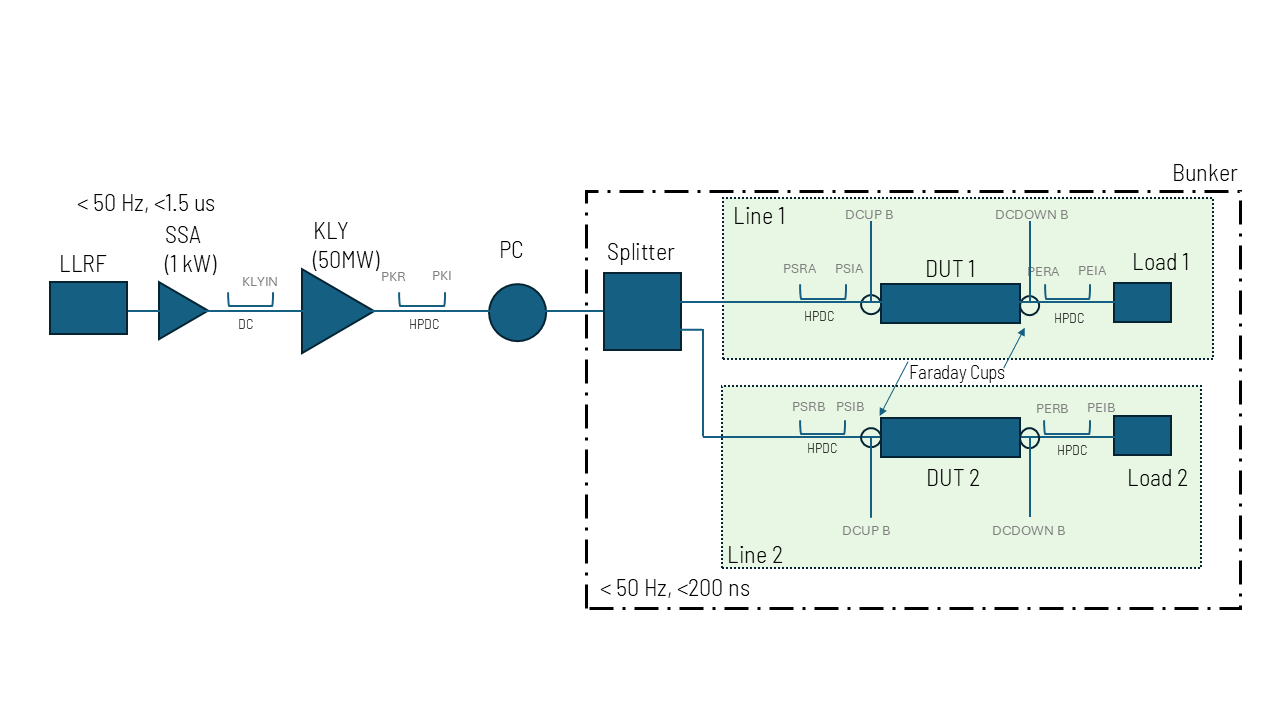 Bunker
< 50 Hz, <1.5 us
SSA
(1 kW)
LLRF
KLYIN
DC
KLY
(50MW)
PKR
PKI
HPDC
PC
Splitter
Line 1
DCUP B
DCDOWN B
PSRA
PSIA
HPDC
DUT 1
PERA
PEIA
HPDC
Load 1
Faraday Cups
PSRB
PSIB
HPDC
PERB
PEIB
HPDC
DUT 2
Load 2
DCUP B
DCDOWN B
Line 2
< 50 Hz, <200 ns